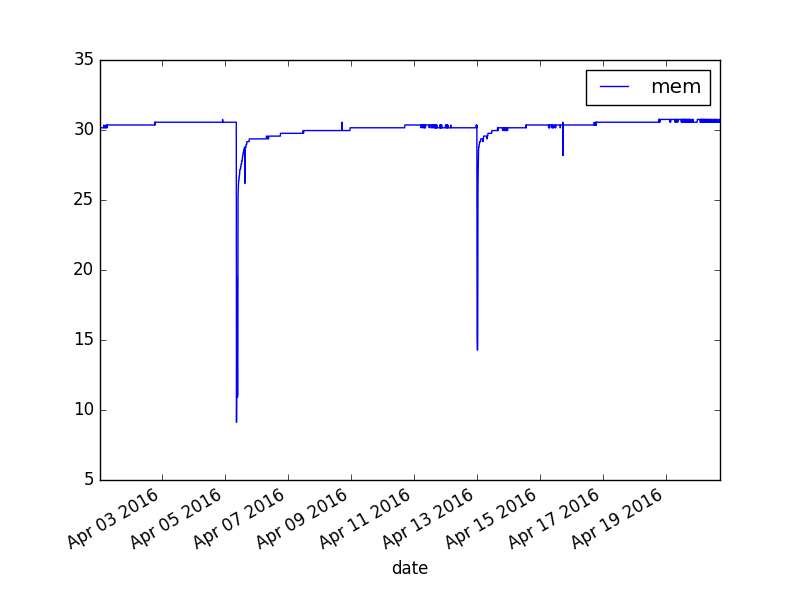 35
mem
30
25
20
15
10
5
Apr 03 2016
Apr 05 2016
Apr 07 2016
Apr 09 2016
Apr 11 2016
Apr 13 2016
Apr 15 2016
Apr 17 2016
Apr 19 2016
date